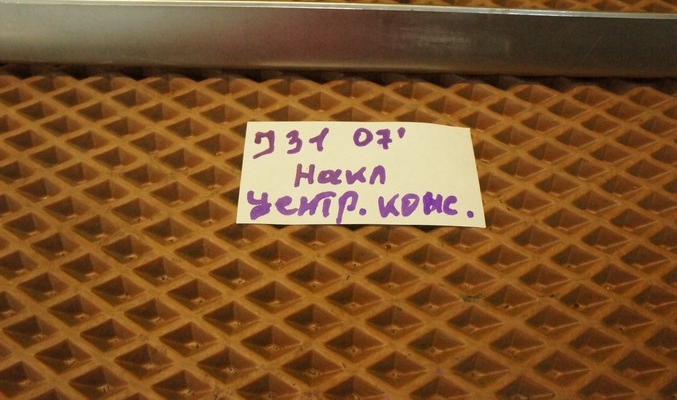 J31 07'
Накл
центр. конс.